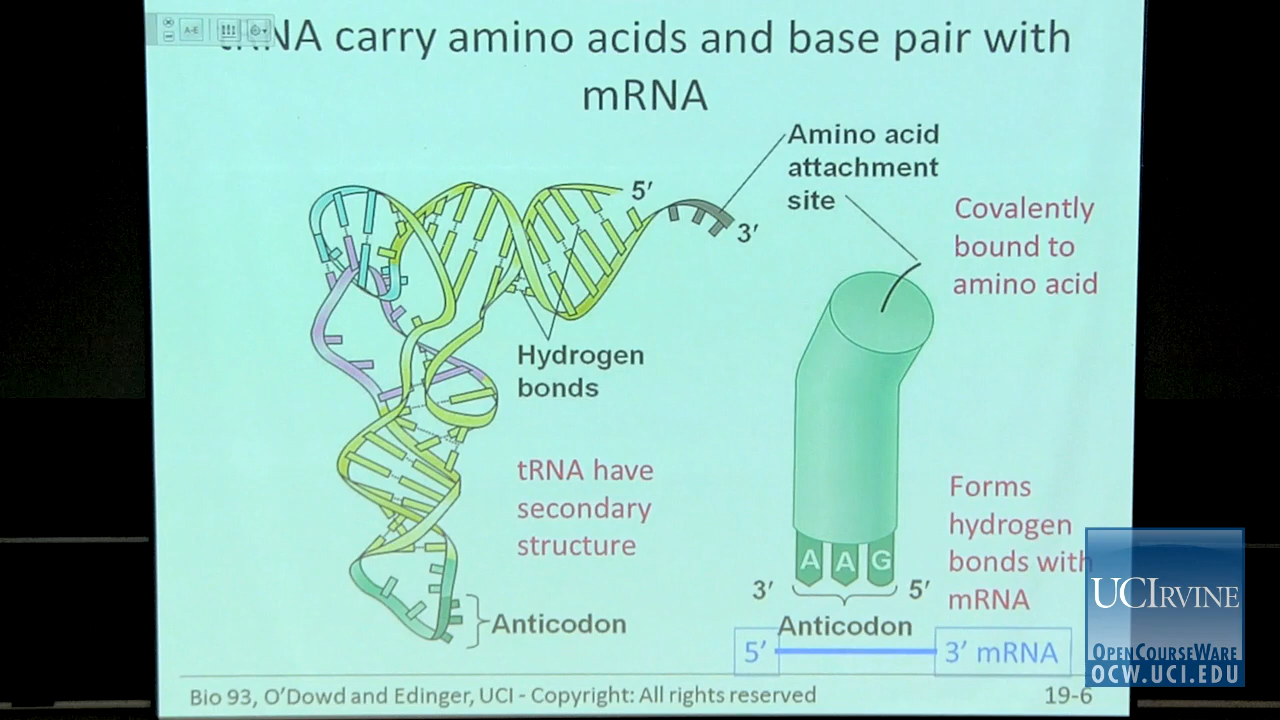 tRNA carry amino acids and base pair with
mRNA
A-E
Amino acid
attachment
site
5′
3′
Covalently
bound to
amino acid
Hydrogen
bonds
tRNA have
secondary
structure
Forms
hydrogen
bonds with
mRNA
A A G
3′
5′
Anticodon
Anticodon
5′
3′ mRNA
Bio 93, O’Dowd and Edinger, UCI - Copyright: All rights reserved
19-6
UCIRVINE
OPENCOURSEWARE
OCW.UCI.EDU